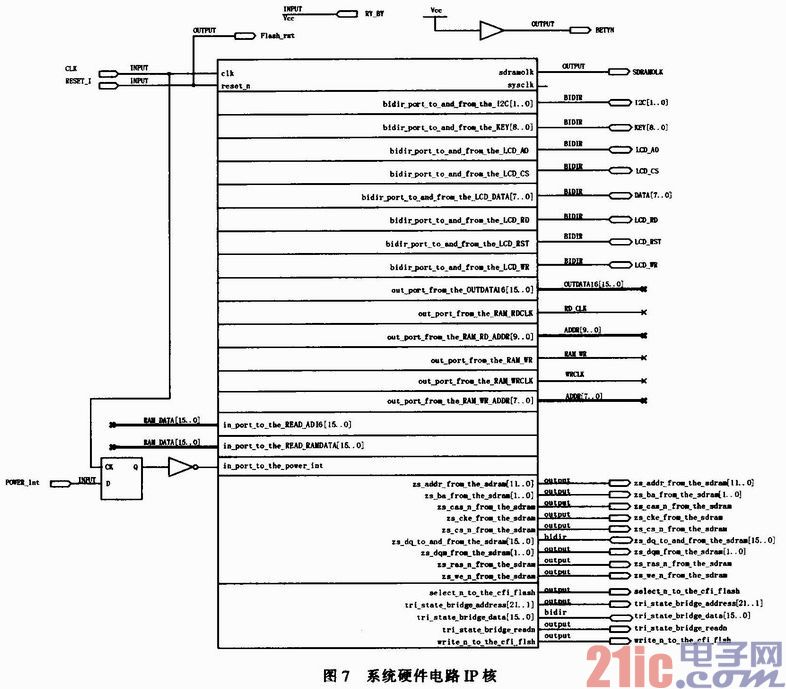 INPUT
Vcc
RY_BY
Vcc
OUTPUT
BETYN
OUTPUT
Flash_rst
CLK
INPUT
RESET_I
INPUT
clk
reset_n
sdramolk
OUTPUT
SDRAMOLK
sysclk
bidir_port_to_and_from_the_I2C[1..0]
BIDIR
I2C[1..0]
bidir_port_to_and_from_the_KEY[8..0]
BIDIR
KEY[8..0]
bidir_port_to_and_from_the_LCD_AO
BIDIR
LCD_AO
bidir_port_to_and_from_the_LCD_CS
BIDIR
LCD_CS
bidir_port_to_and_from_the_LCD_DATA[7..0]
BIDIR
DATA[7..0]
bidir_port_to_and_from_the_LCD_RD
BIDIR
LCD_RD
bidir_port_to_and_from_the_LCD_RST
BIDIR
LCD_RST
bidir_port_to_and_from_the_LCD_WR
BIDIR
LCD_WR
out_port_from_the_OUTDATA16[15..0]
OUTDATA16[15..0]
out_port_from_the_RAM_RDCLK
RD_CLK
out_port_from_the_RAM_RD_ADDR[9..0]
ADDR[9..0]
out_port_from_the_RAM_WR
RAM_WR
out_port_from_the_RAM_WRCLK
WRCLK
out_port_from_the_RAM_WR_ADDR[7..0]
ADDR[7..0]
RAM_DATA[15..0]
in_port_to_the_READ_AD16[15..0]
RAM_DATA[15..0]
in_port_to_the_READ_RAMDATA[15..0]
in_port_to_the_power_int
POWER_int
INPUT
CK
Q
D
zs_addr_from_the_sdram[11..0]
output
zs_addr_from_the_sdram[11..0]
zs_ba_from_the_sdram[1..0]
output
zs_ba_from_the_sdram[1..0]
zs_cas_n_from_the_sdram
output
zs_cas_n_from_the_sdram
zs_cke_from_the_sdram
output
zs_cke_from_the_sdram
zs_cs_n_from_the_sdram
output
zs_cs_n_from_the_sdram
zs_dq_to_and_from_the_sdram[15..0]
bidir
zs_dq_to_and_from_the_sdram[15..0]
zs_dqm_from_the_sdram[1..0]
output
zs_dqm_from_the_sdram[1..0]
zs_ras_n_from_the_sdram
output
zs_ras_n_from_the_sdram
zs_we_n_from_the_sdram
output
zs_we_n_from_the_sdram
select_n_to_the_cfi_flash
output
select_n_to_the_cfi_flash
tri_state_bridge_address[21..1]
output
tri_state_bridge_address[21..1]
tri_state_bridge_data[15..0]
bidir
tri_state_bridge_data[15..0]
tri_state_bridge_readn
output
tri_state_bridge_readn
write_n_to_the_cfi_flsh
output
write_n_to_the_cfi_flsh
图 7 系统硬件电路 IP 核
21ic.com
电子网